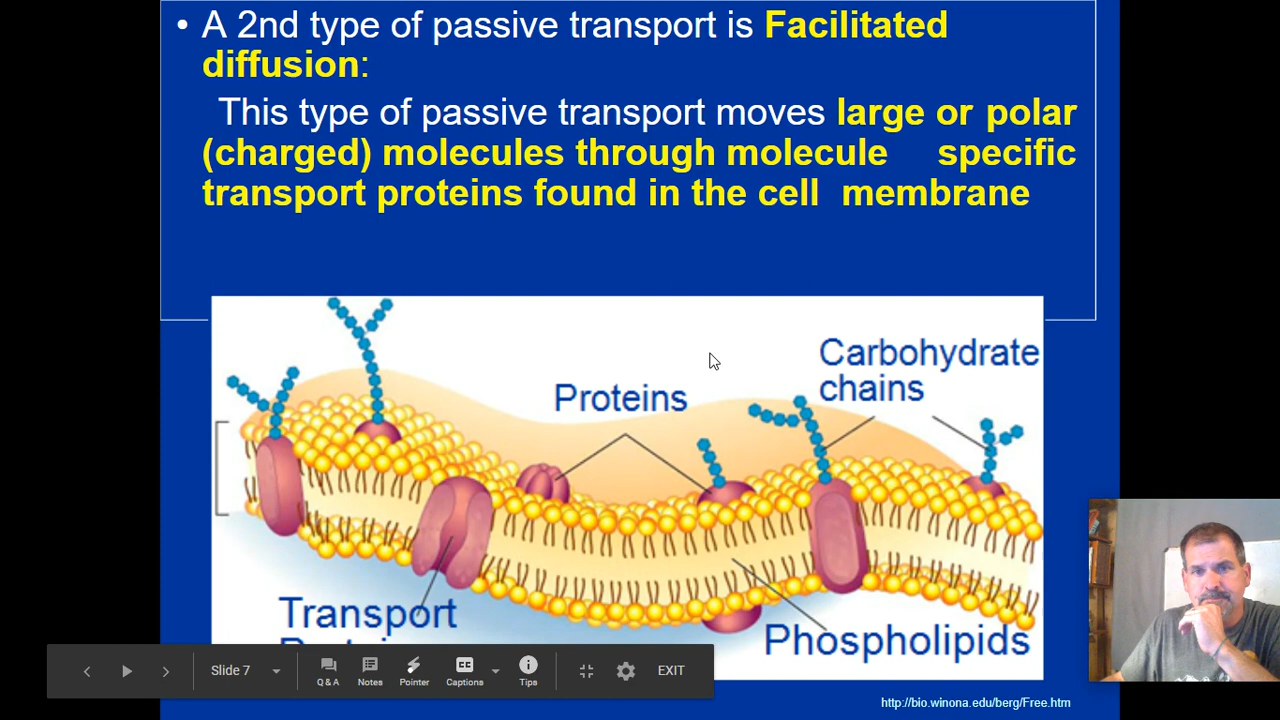 • A 2nd type of passive transport is Facilitated
diffusion:
This type of passive transport moves large or polar
(charged) molecules through molecule specific
transport proteins found in the cell membrane
Carbohydrate
chains
Proteins
Transport
Phospholipids
Slide 7
Q & A
Notes
Pointer
Captions
Tips
EXIT
http://bio.winona.edu/berg/Free.htm